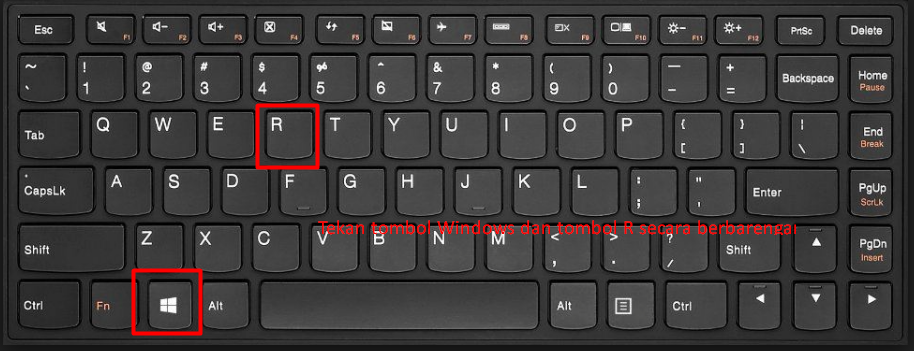 Esc F1 F2 F3 F4 F5 F6 F7 F8 F9 F10 F11 F12 PrtSc Delete
~ ! @ # $ % ^ & * ( ) — + Backspace Home
` 1 2 3 4 5 6 7 8 9 0 - = Pause
Tab Q W E R T Y U I O P { } | End
[ ] \ Break
CapsLk A S D F G H J K L : " Enter PgUp
; ' ScrLk
Tekan tombol Windows dan tombol R secara berbarengan
Shift Z X C V B N M < > ? Shift PgDn
, . / Insert
Ctrl Fn Alt Alt Ctrl